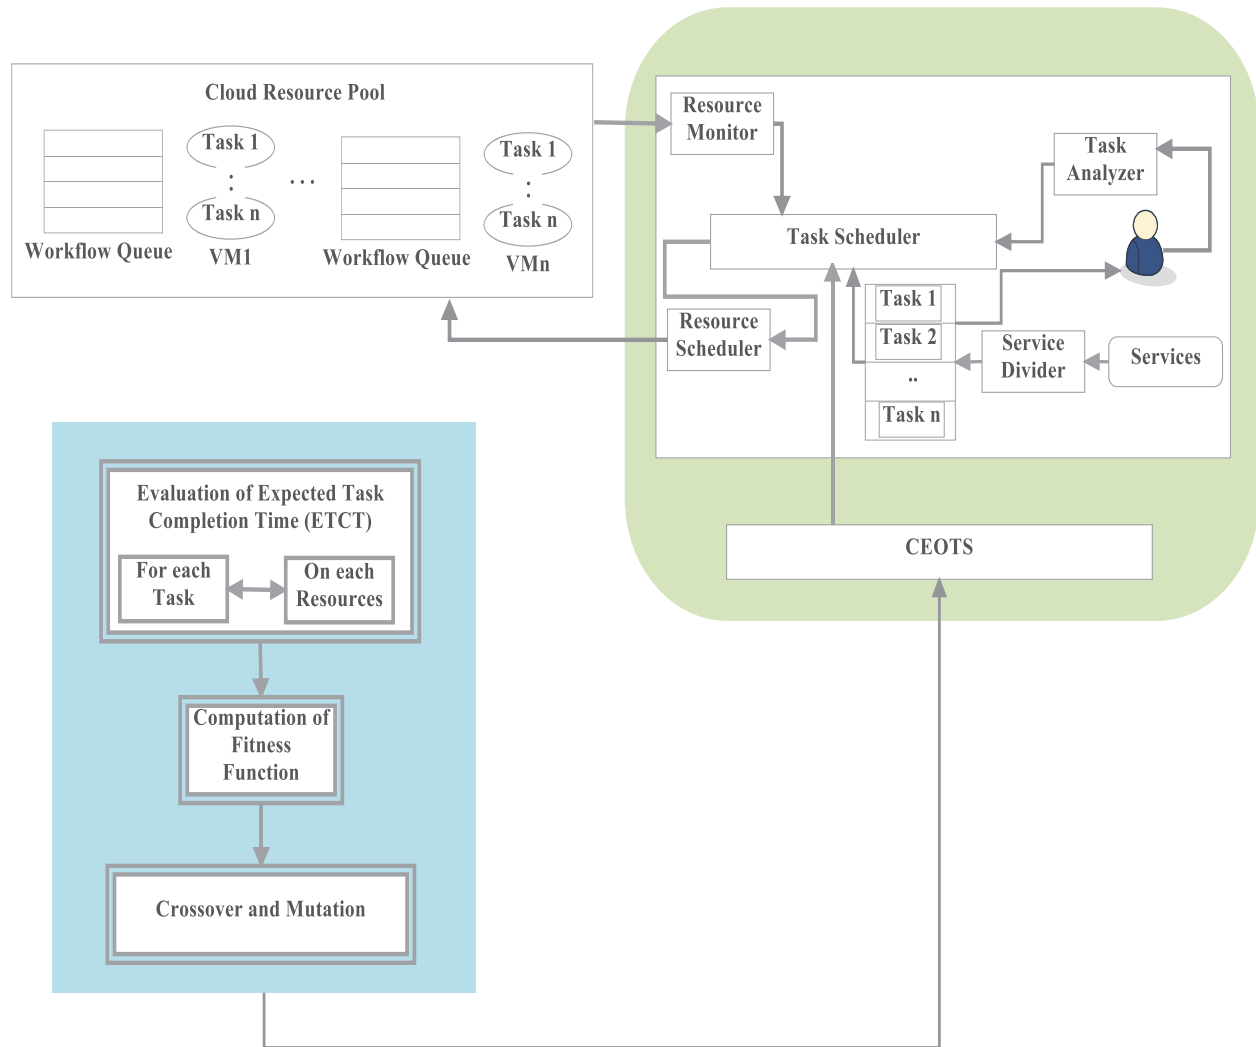 Cloud Resource Pool
Task 1
:
Task n
Workflow Queue
VM1
...
Task 1
:
Task n
Workflow Queue
VMn
Resource
Monitor
Task
Analyzer
Task Scheduler
Resource
Scheduler
Task 1
Task 2
..
Task n
Service
Divider
Services
CEOTS
Evaluation of Expected Task
Completion Time (ETCT)
For each
Task
On each
Resources
Computation of
Fitness
Function
Crossover and Mutation